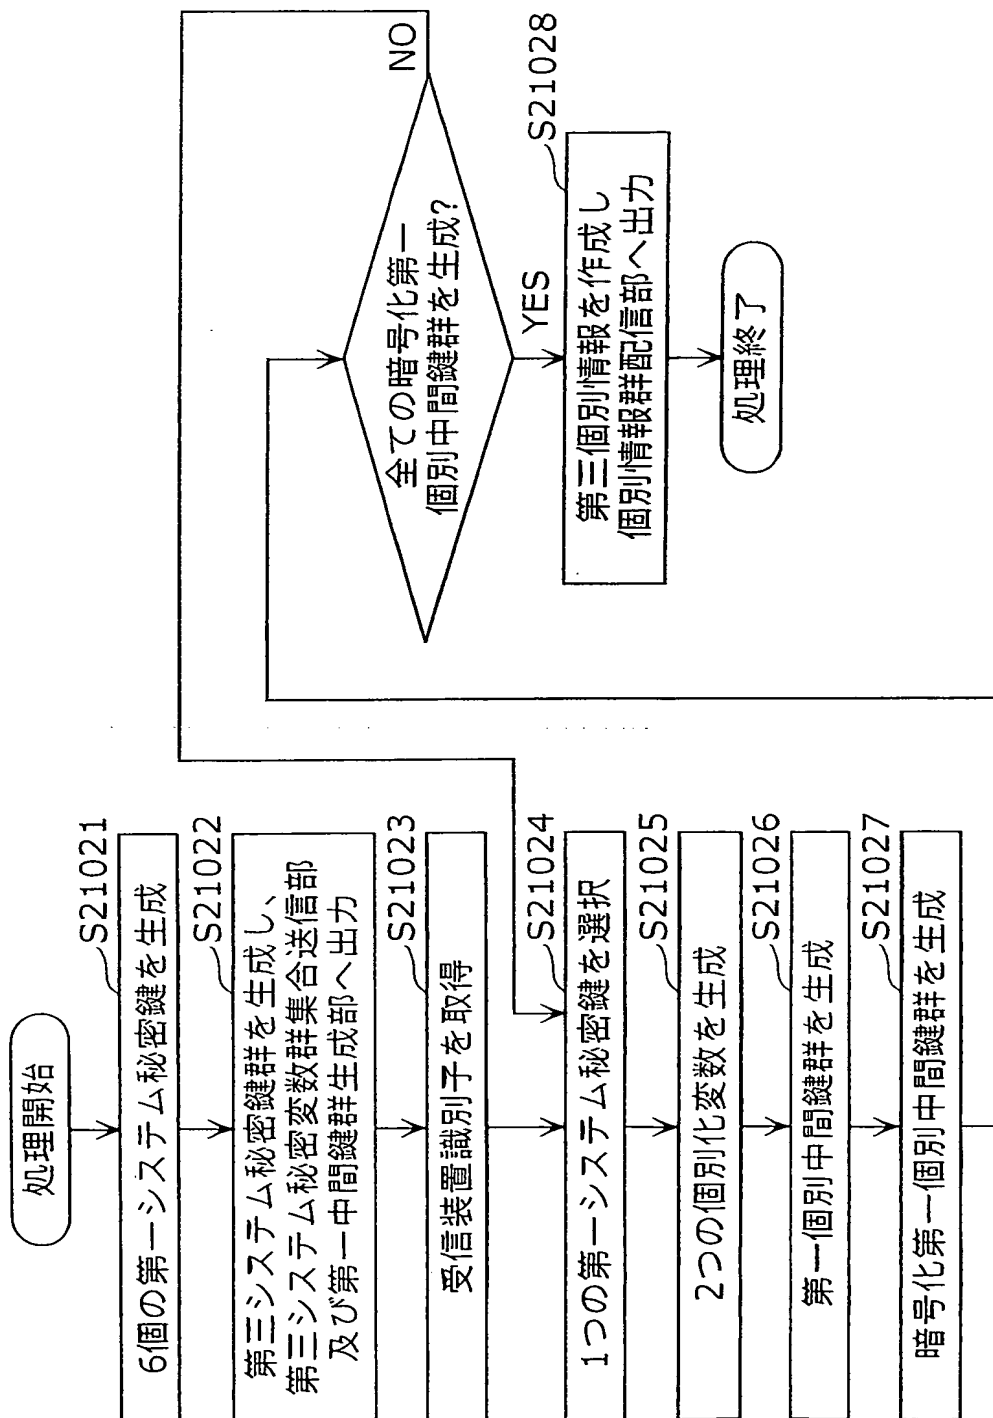 処理開始
S21021
6個の第一システム秘密鍵を生成
S21022
第三システム秘密鍵群を生成し、
第三システム秘密変数群集合送信部
及び第一中間鍵群生成部へ出力
S21023
受信装置識別子を取得
S21024
1つの第一システム秘密鍵を選択
S21025
2つの個別化変数を生成
S21026
第一個別中間鍵群を生成
S21027
暗号化第一個別中間鍵群を生成
全ての暗号化第一
個別中間鍵群を生成?
NO
YES
S21028
第三個別情報を作成し
個別情報群配信部へ出力
処理終了